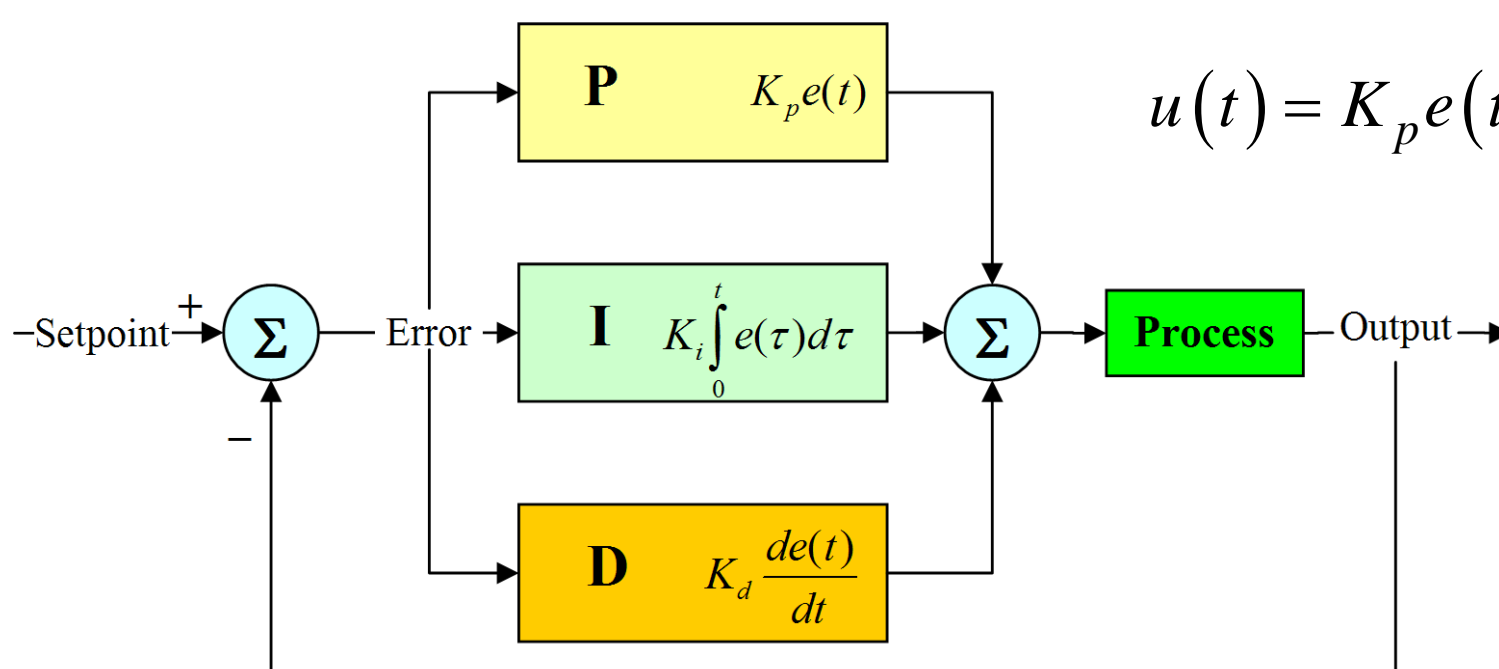 P K_p e(t)
u(t) = K_p e(t
–Setpoint
+
Σ
Error
I K_i ∫_0^t e(τ)dτ
Σ
Process
Output
−
D K_d de(t)/dt